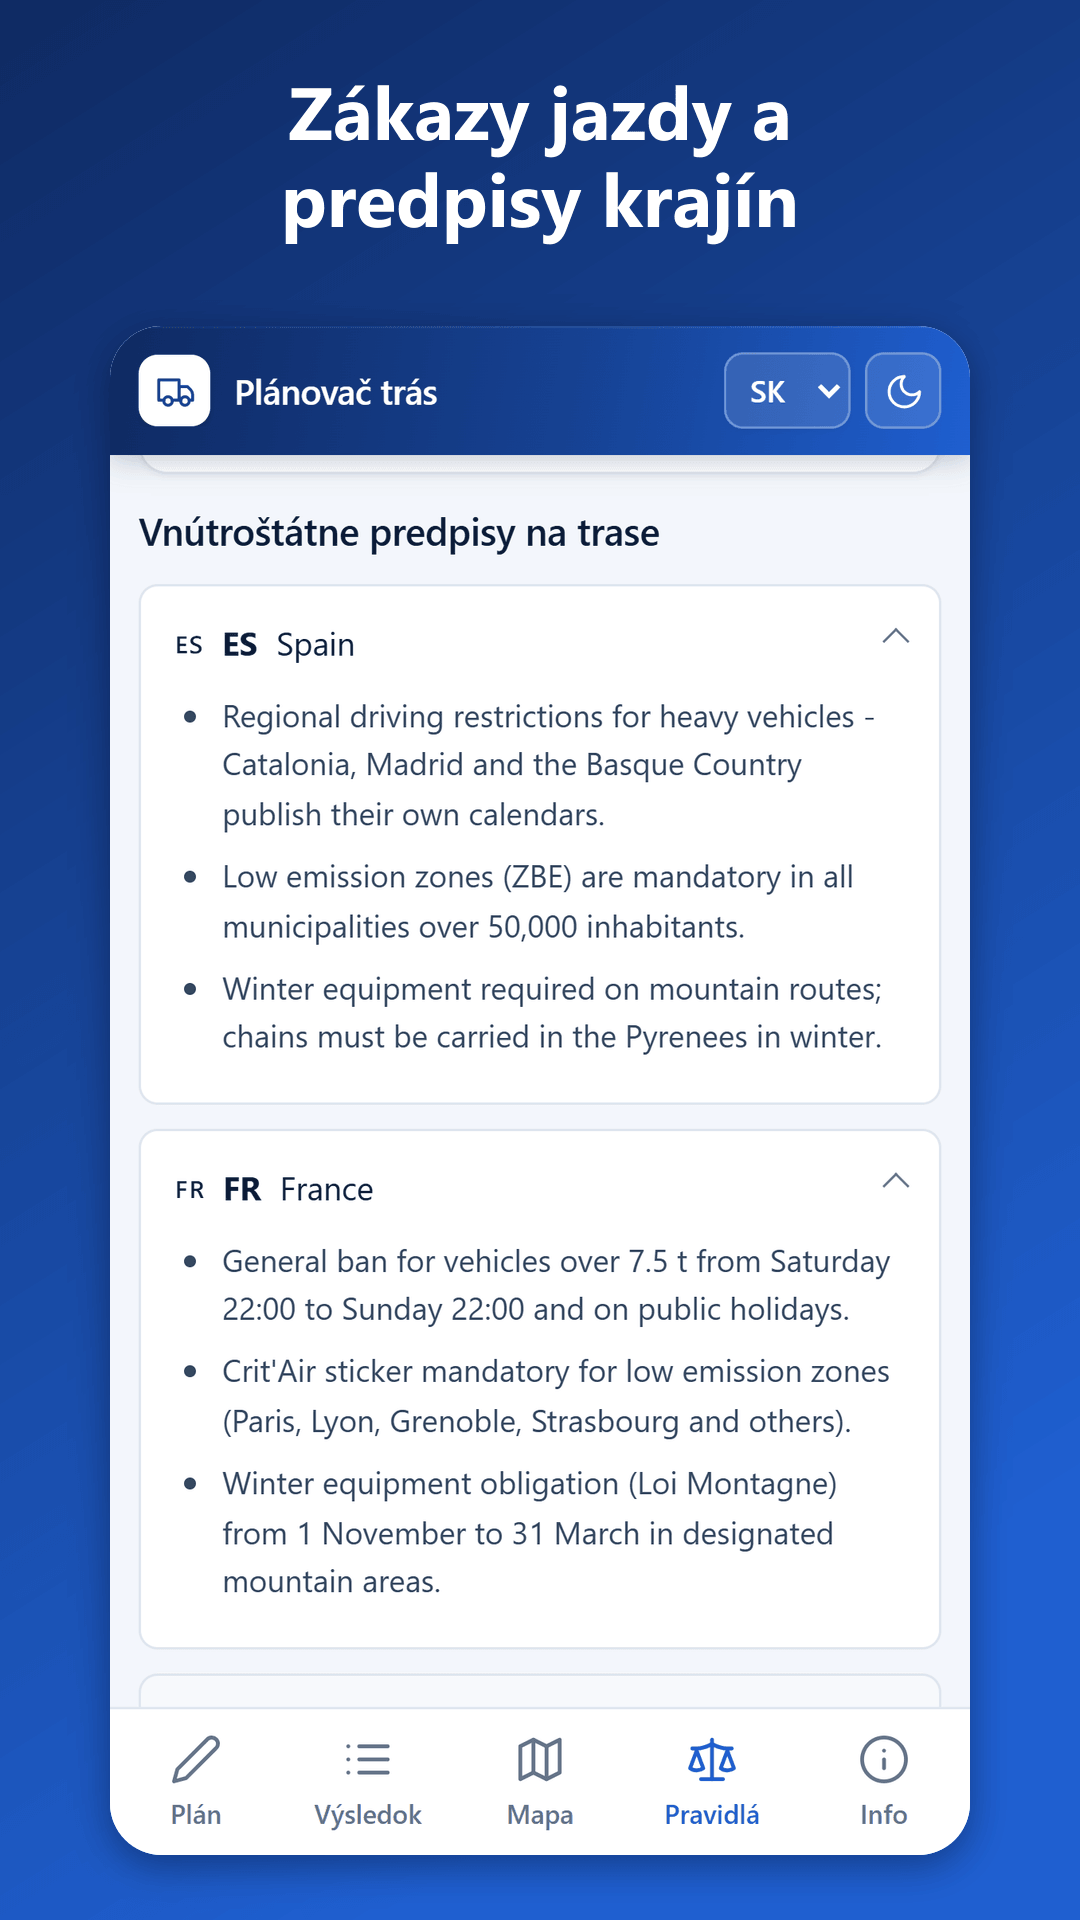 Zákazy jazdy a
predpisy krajín
Plánovač trás
SK
Vnútroštátne predpisy na trase
ES ES Spain
• Regional driving restrictions for heavy vehicles -
Catalonia, Madrid and the Basque Country
publish their own calendars.
• Low emission zones (ZBE) are mandatory in all
municipalities over 50,000 inhabitants.
• Winter equipment required on mountain routes;
chains must be carried in the Pyrenees in winter.
FR FR France
• General ban for vehicles over 7.5 t from Saturday
22:00 to Sunday 22:00 and on public holidays.
• Crit'Air sticker mandatory for low emission zones
(Paris, Lyon, Grenoble, Strasbourg and others).
• Winter equipment obligation (Loi Montagne)
from 1 November to 31 March in designated
mountain areas.
Plán
Výsledok
Mapa
Pravidlá
Info